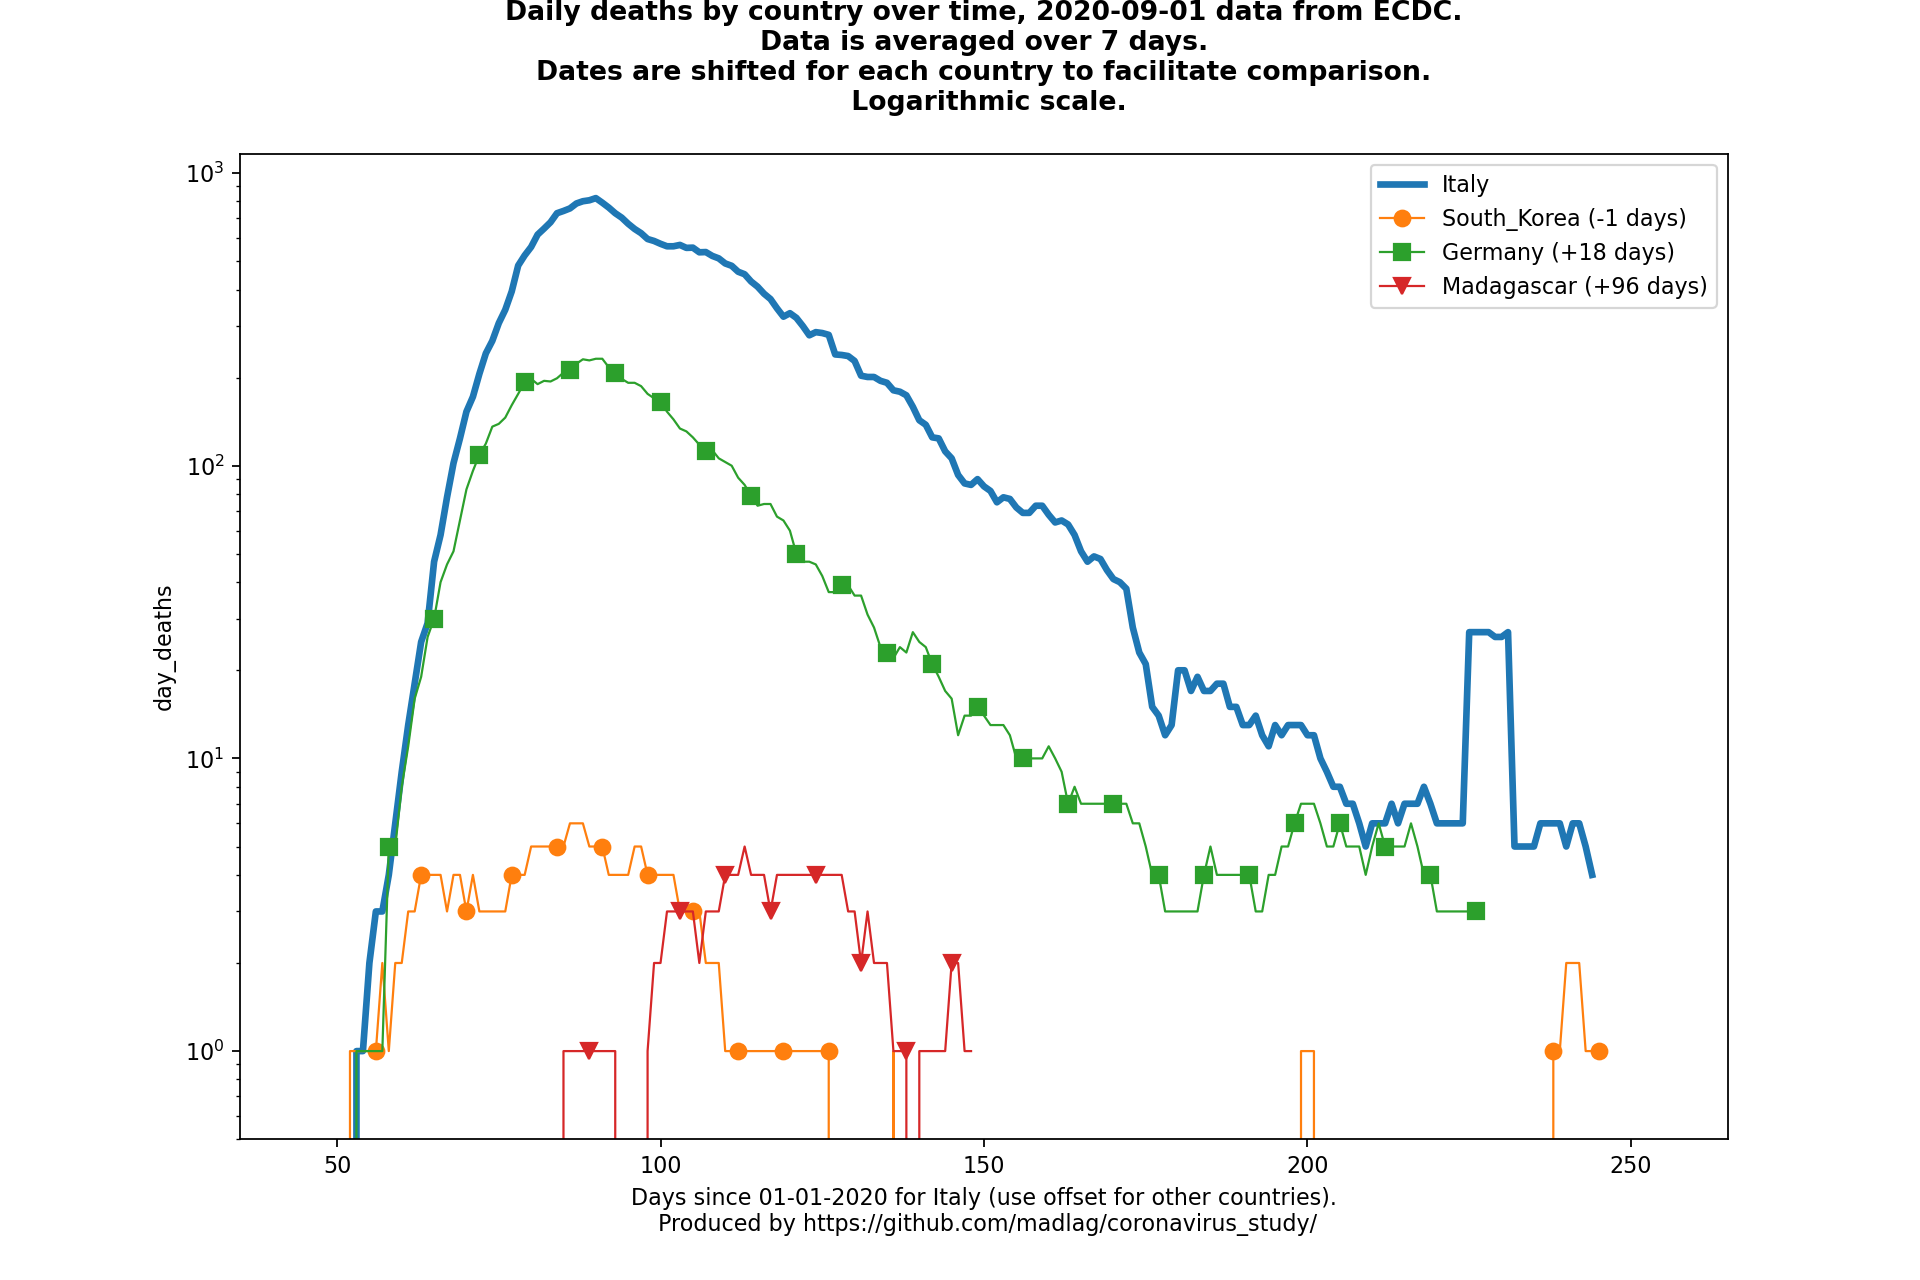 Daily deaths by country over time, 2020-09-01 data from ECDC.
Data is averaged over 7 days.
Dates are shifted for each country to facilitate comparison.
Logarithmic scale.
10³
10²
10¹
10⁰
day_deaths
Italy
South_Korea (-1 days)
Germany (+18 days)
Madagascar (+96 days)
50 100 150 200 250
Days since 01-01-2020 for Italy (use offset for other countries).
Produced by https://github.com/madlag/coronavirus_study/